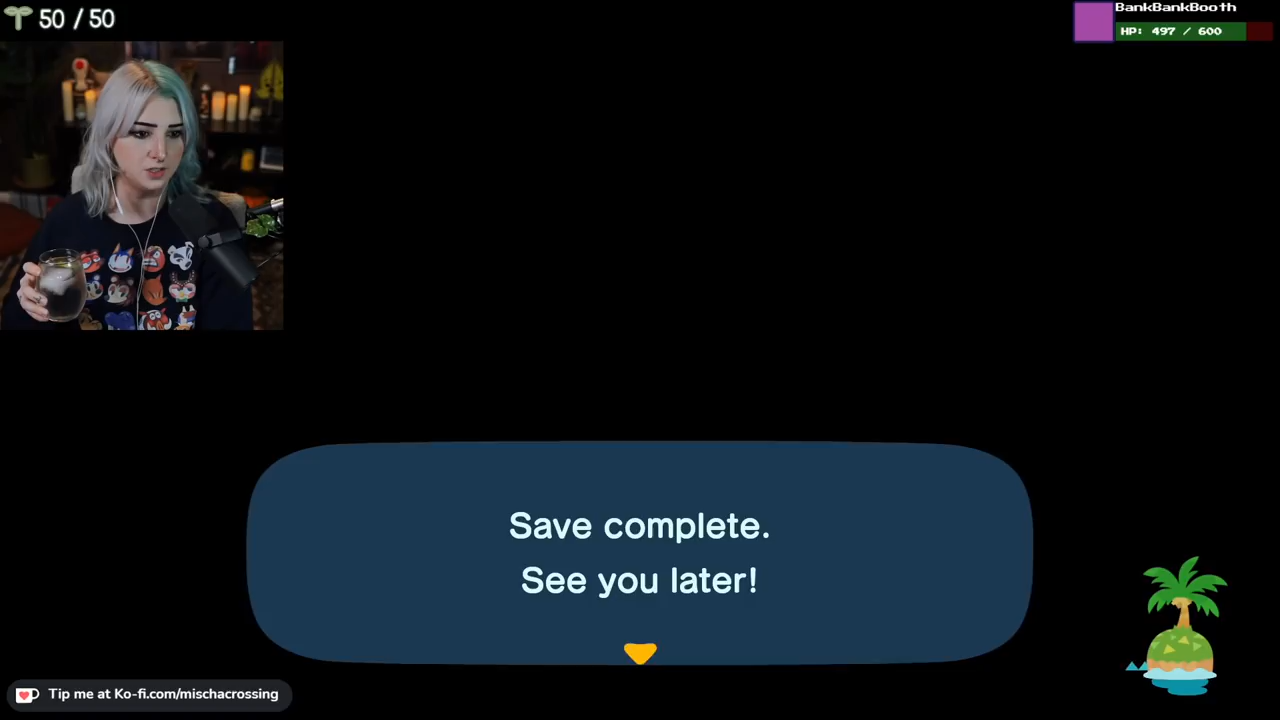 50 / 50
BankBankBooth
HP: 497 / 600
Save complete.
See you later!
Tip me at Ko-fi.com/mischacrossing